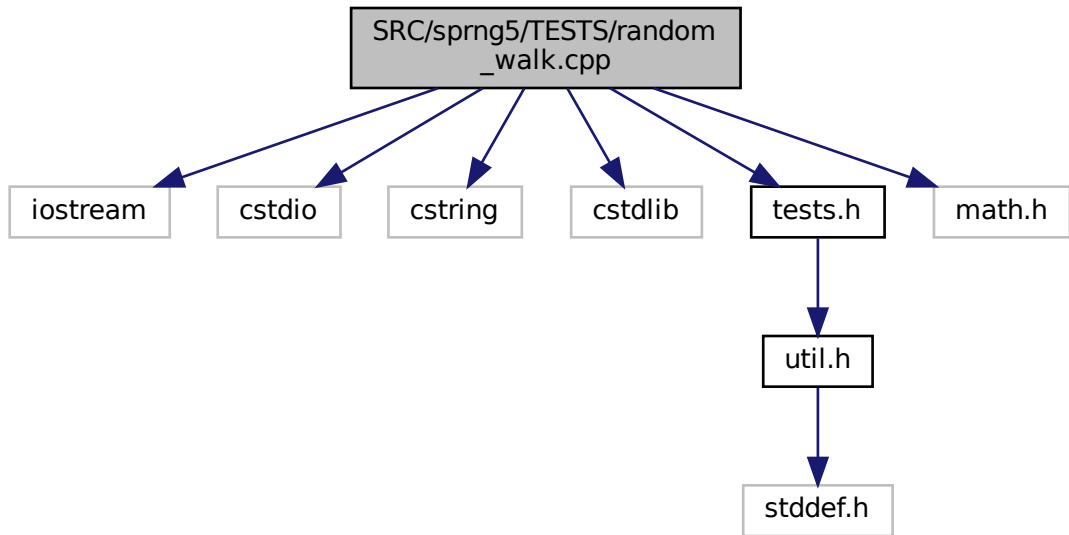 SRC/sprng5/TESTS/random
_walk.cpp
iostream
cstdio
cstring
cstdlib
tests.h
math.h
util.h
stddef.h